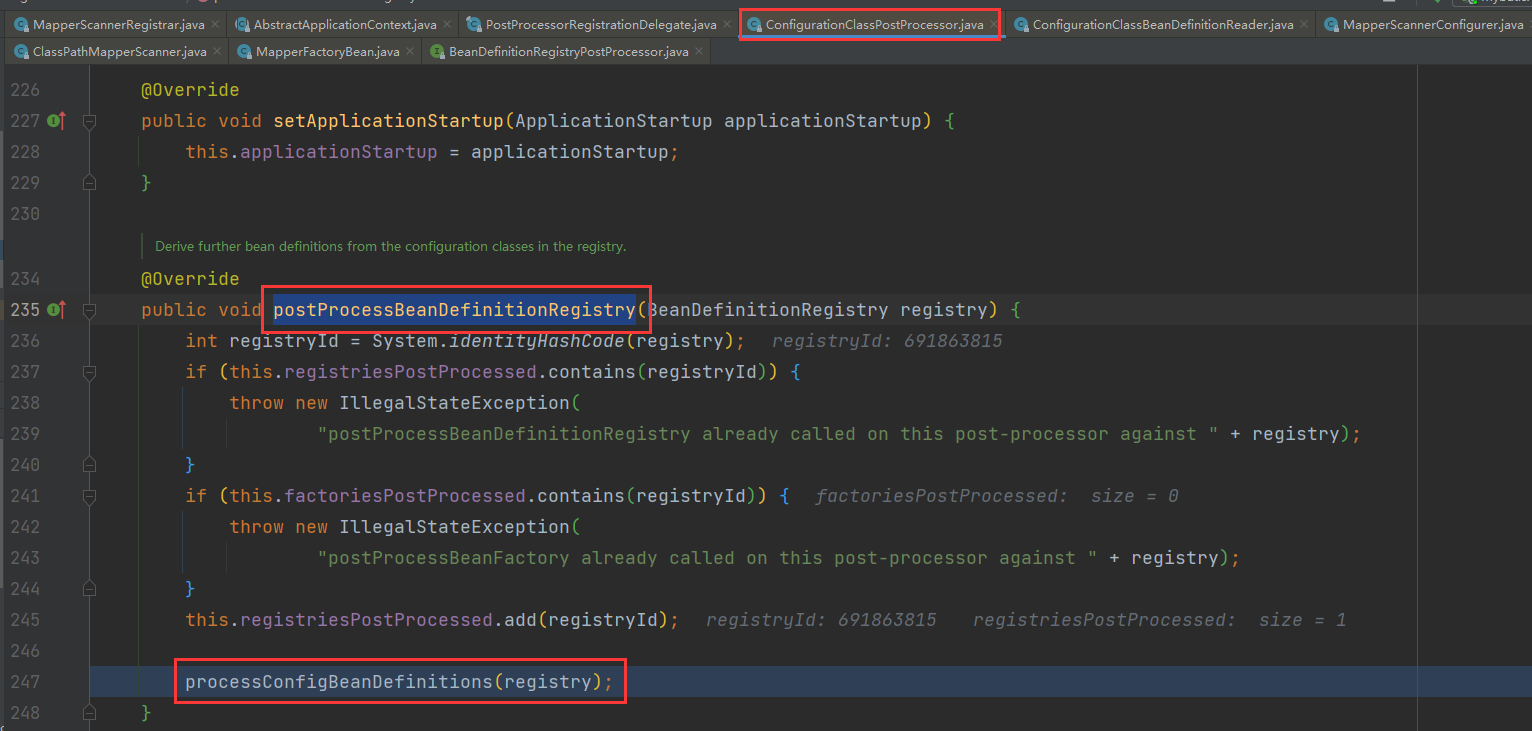 MapperScannerRegistrar.java AbstractApplicationContext.java PostProcessorRegistrationDelegate.java ConfigurationClassPostProcessor.java ConfigurationClassBeanDefinitionReader.java MapperScannerConfigurer.java
ClassPathMapperScanner.java MapperFactoryBean.java BeanDefinitionRegistryPostProcessor.java
226 @Override
227 public void setApplicationStartup(ApplicationStartup applicationStartup) {
228 this.applicationStartup = applicationStartup;
229 }
230
Derive further bean definitions from the configuration classes in the registry.
234 @Override
235 public void postProcessBeanDefinitionRegistry(BeanDefinitionRegistry registry) {
236 int registryId = System.identityHashCode(registry); registryId: 691863815
237 if (this.registriesPostProcessed.contains(registryId)) {
238 throw new IllegalStateException(
239 "postProcessBeanDefinitionRegistry already called on this post-processor against " + registry);
240 }
241 if (this.factoriesPostProcessed.contains(registryId)) { factoriesPostProcessed: size = 0
242 throw new IllegalStateException(
243 "postProcessBeanFactory already called on this post-processor against " + registry);
244 }
245 this.registriesPostProcessed.add(registryId); registryId: 691863815 registriesPostProcessed: size = 1
246
247 processConfigBeanDefinitions(registry);
248 }